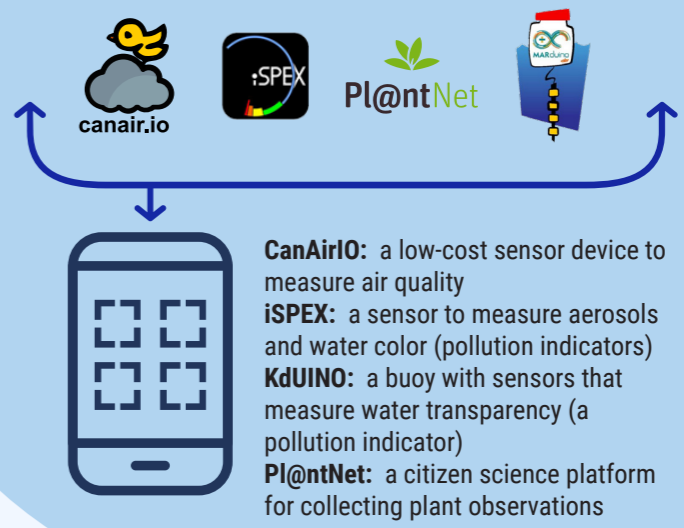 canair.io
iSPEX
Pl@ntNet
MARduino
CanAirIO: a low-cost sensor device to
measure air quality
iSPEX: a sensor to measure aerosols
and water color (pollution indicators)
KdUINO: a buoy with sensors that
measure water transparency (a
pollution indicator)
Pl@ntNet: a citizen science platform
for collecting plant observations